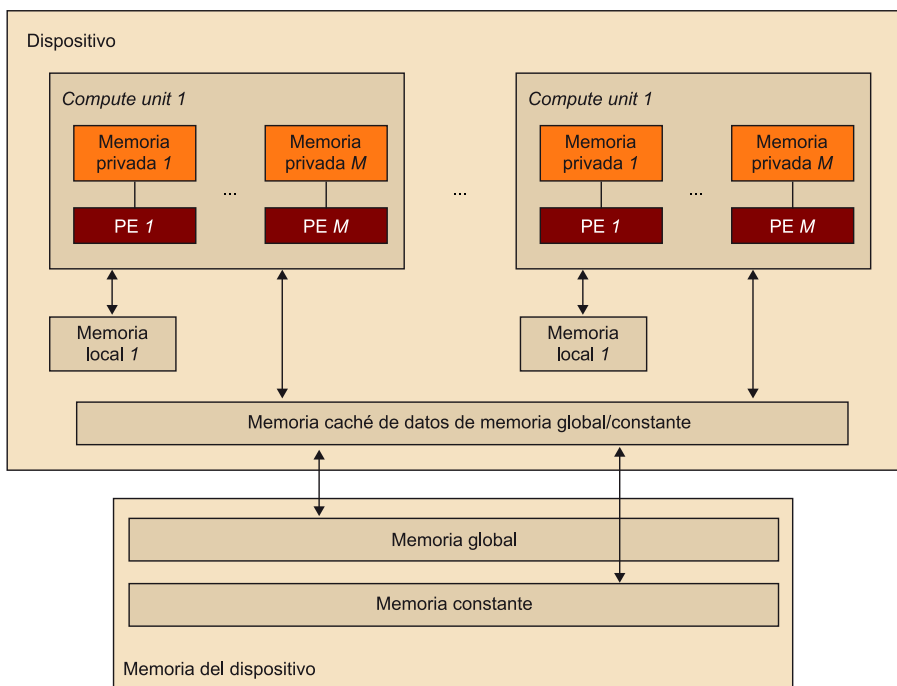 Dispositivo
Compute unit 1
Memoria
privada 1
Memoria
privada M
...
PE 1
PE M
Memoria
local 1
...
Compute unit 1
Memoria
privada 1
Memoria
privada M
...
PE 1
PE M
Memoria
local 1
Memoria caché de datos de memoria global/constante
Memoria global
Memoria constante
Memoria del dispositivo